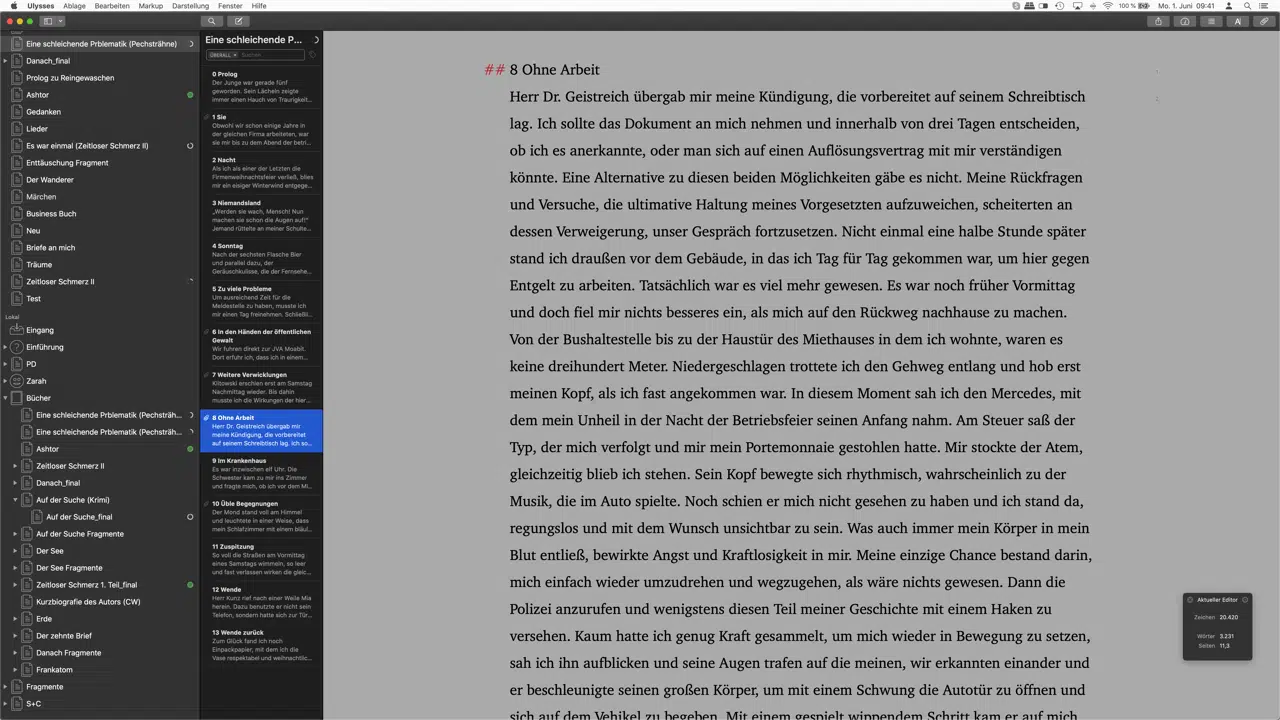 Ulysses Ablage Bearbeiten Markup Darstellung Fenster Hilfe
100 % Mo. 1. Juni 09:41
Eine schleichende Prblematik (Pechsträhne)
Danach_final
Prolog zu Reingewaschen
Ashtor
Gedanken
Lieder
Es war einmal (Zeitloser Schmerz II)
Enttäuschung Fragment
Der Wanderer
Märchen
Business Buch
Neu
Briefe an mich
Träume
Zeitloser Schmerz II
Test
Lokal
Eingang
Einführung
PD
Zarah
Bücher
Eine schleichende Prblematik (Pechsträh...
Eine schleichende Prblematik (Pechsträh...
Ashtor
Zeitloser Schmerz II
Danach_final
Auf der Suche (Krimi)
Auf der Suche_final
Auf der Suche Fragmente
Der See
Der See Fragmente
Zeitloser Schmerz 1. Teil_final
Kurzbiografie des Autors (CW)
Erde
Der zehnte Brief
Danach Fragmente
Frankatom
Fragmente
S+C
Eine schleichende P...
ÜBERALL Suchen
0 Prolog
Der Junge war gerade fünf
geworden. Sein Lächeln zeigte
immer einen Hauch von Traurigkeit...
1 Sie
Obwohl wir schon einige Jahre in
der gleichen Firma arbeiteten, war
sie mir bis zu dem Abend der betri...
2 Nacht
Als ich als einer der Letzten die
Firmenweihnachtsfeier verließ, blies
mir ein eisiger Winterwind entgege...
3 Niemandsland
„Werden sie wach, Mensch! Nun
machen sie schon die Augen auf!"
Jemand rüttelte an meiner Schulte...
4 Sonntag
Nach der sechsten Flasche Bier
und parallel dazu, der
Geräuschkulisse, die der Fernsehe...
5 Zu viele Probleme
Um ausreichend Zeit für die
Meldestelle zu haben, musste ich
mir einen Tag freinehmen. Schließl...
6 In den Händen der öffentlichen
Gewalt
Wir fuhren direkt zur JVA Moabit.
Dort erfuhr ich, dass ich in einem...
7 Weitere Verwicklungen
Kiltowski erschien erst am Samstag
Nachmittag wieder. Bis dahin
musste ich die Wirkungen der hier...
8 Ohne Arbeit
Herr Dr. Geistreich übergab mir
meine Kündigung, die vorbereitet
auf seinem Schreibtisch lag. Ich so...
9 Im Krankenhaus
Es war inzwischen elf Uhr. Die
Schwester kam zu mir ins Zimmer
und fragte mich, ob ich vor dem Mi...
10 Üble Begegnungen
Der Mond stand voll am Himmel
und leuchtete in einer Weise, dass
mein Schlafzimmer mit einem bläul...
11 Zuspitzung
So voll die Straßen am Vormittag
eines Samstags wimmeln, so leer
und fast verlassen wirken die gleic...
12 Wende
Herr Kunz rief nach einer Weile Mia
herein. Dazu benutzte er nicht sein
Telefon, sondern hatte sich zur Tür...
13 Wende zurück
Zum Glück fand ich noch
Einpackpapier, mit dem ich die
Vase respektabel und weihnachtlic...
## 8 Ohne Arbeit
Herr Dr. Geistreich übergab mir meine Kündigung, die vorbereitet auf seinem Schreibtisch
lag. Ich sollte das Dokument an mich nehmen und innerhalb von drei Tagen entscheiden,
ob ich es anerkannte, oder man sich auf einen Auflösungsvertrag mit mir verständigen
könnte. Eine Alternative zu diesen beiden Möglichkeiten gäbe es nicht. Meine Rückfragen
und Versuche, die ultimative Haltung meines Vorgesetzten aufzuweichen, scheiterten an
dessen Verweigerung, unser Gespräch fortzusetzen. Nicht einmal eine halbe Stunde später
stand ich draußen vor dem Gebäude, in das ich Tag für Tag gefahren war, um hier gegen
Entgelt zu arbeiten. Tatsächlich war es viel mehr gewesen. Es war noch früher Vormittag
und doch fiel mir nichts besseres ein, als mich auf den Rückweg nachhause zu machen.
Von der Bushaltestelle bis zu der Haustür des Miethauses in dem ich wohnte, waren es
keine dreihundert Meter. Niedergeschlagen trottete ich den Gehweg entlang und hob erst
meinen Kopf, als ich fast angekommen war. In diesem Moment sah ich den Mercedes, mit
dem mein Unheil in der Nacht der Betriebsfeier seinen Anfang nahm. Am Steuer saß der
Typ, der mich verfolgt und mir mein Portmonnaie gestohlen hatte. Mir stockte der Atem,
gleichzeitig blieb ich stehen. Sein Kopf bewegte sich rhythmisch, vermutlich zu der
Musik, die im Auto spielte. Noch schien er mich nicht gesehen zu haben und ich stand da,
regungslos und mit dem Wunsch unsichtbar zu sein. Was auch immer mein Körper in mein
Blut entließ, bewirkte Angst und Kraftlosigkeit in mir. Meine einzige Chance bestand darin,
mich einfach wieder umzudrehen und wegzugehen, als wäre nichts gewesen. Dann die
Polizei anzurufen und wenigstens diesen Teil meiner Geschichte mit einem Haken zu
versehen. Kaum hatte ich genug Kraft gesammelt, um mich wieder in Bewegung zu setzen,
sah ich ihn aufblicken und seine Augen trafen auf die meinen, wir erkannten einander und
er beschleunigte seinen großen Körper, um mit einem Schwung die Autotür zu öffnen und
sich auf dem Vehikel zu begeben. Mit einem gespielt wippendem Schritt kam er auf mich
Aktueller Editor
Zeichen 20.420
Wörter 3.231
Seiten 11,3